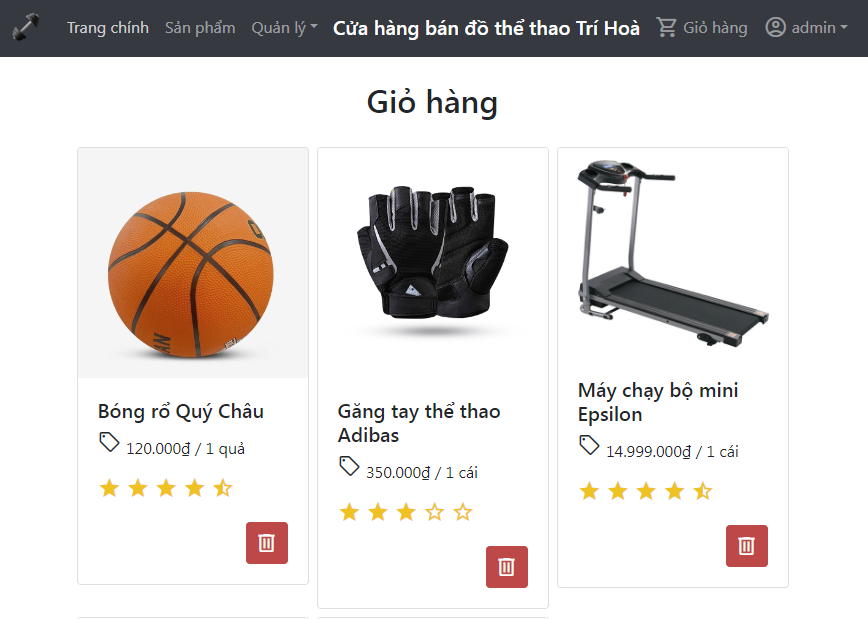 Trang chính
Sản phẩm
Quản lý
Cửa hàng bán đồ thể thao Trí Hoà
Giỏ hàng
admin
Giỏ hàng
Bóng rổ Quý Châu
120.000₫ / 1 quả
Găng tay thể thao
Adibas
350.000₫ / 1 cái
Máy chạy bộ mini
Epsilon
14.999.000₫ / 1 cái